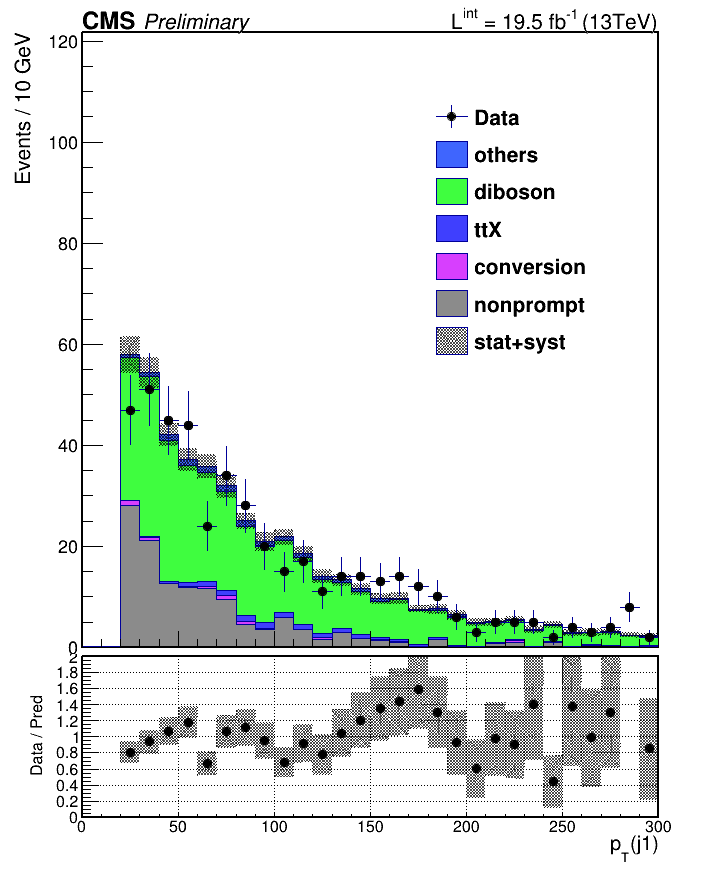 CMS Preliminary L^int = 19.5 fb^-1 (13TeV)
Events / 10 GeV
120
100
80
60
40
20
0
Data
others
diboson
ttX
conversion
nonprompt
stat+syst
Data / Pred
2
1.8
1.6
1.4
1.2
1
0.8
0.6
0.4
0.2
0
0 50 100 150 200 250 300
p_T(j1)